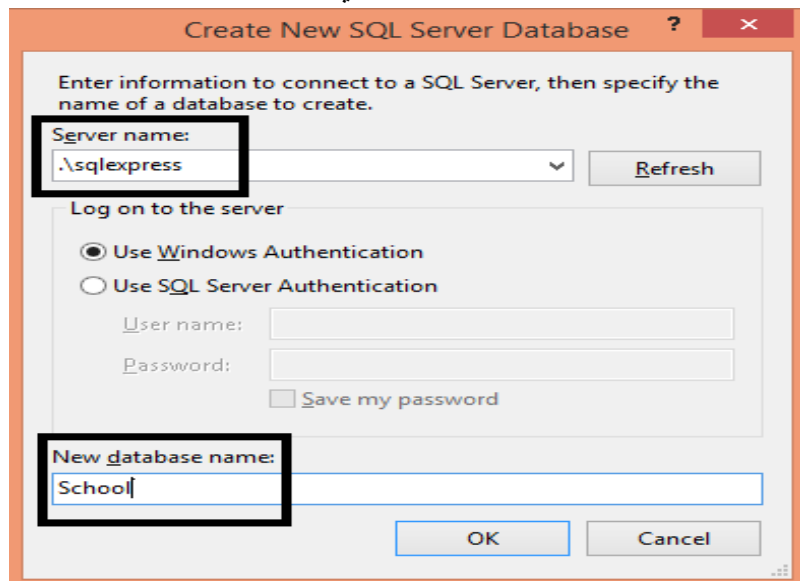 Create New SQL Server Database ?
Enter information to connect to a SQL Server, then specify the
name of a database to create.
Server name:
.\sqlexpress
Refresh
Log on to the server
Use Windows Authentication
Use SQL Server Authentication
User name:
Password:
Save my password
New database name:
School
OK Cancel